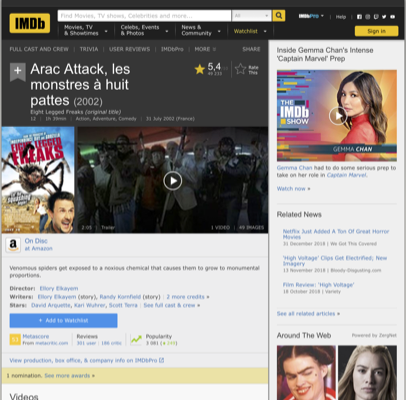 IMDb
Find Movies, TV shows, Celebrities and more...
All
IMDbPro
Help
Movies, TV
& Showtimes
Celebs, Events
& Photos
News &
Community
Watchlist
Sign in
FULL CAST AND CREW | TRIVIA | USER REVIEWS | IMDbPro | MORE
SHARE
Arac Attack, les
monstres à huit
pattes (2002)
5,4
Rate
This
Eight Legged Freaks (original title)
12 | 1h 39min | Action, Adventure, Comedy | 31 July 2002 (France)
FREAKS
2:05 | Trailer
1 VIDEO | 46 IMAGES
On Disc
at Amazon
Venomous spiders get exposed to a noxious chemical that causes them to grow to monumental
proportions.
Director: Ellory Elkayem
Writers: Ellory Elkayem (story), Randy Kornfield (story) | 2 more credits »
Stars: David Arquette, Kari Wuhrer, Scott Terra | See full cast & crew »
+ Add to Watchlist
Metascore
From metacritic.com
Reviews
301 user | 186 critic
Popularity
View production, box office, & company info on IMDbPro
1 nomination. See more awards »
Videos
Inside Gemma Chan's Intense
'Captain Marvel' Prep
THE
IMDb
SHOW
GEMMA CHAN
Gemma Chan had to do some serious prep to
take on her role in Captain Marvel.
Watch now »
Related News
Netflix Just Added A Ton Of Great Horror
Movies
31 December 2018 | We Got This Covered
'High Voltage' Clips Get Electrified; New
Imagery
13 November 2018 | Bloody-Disgusting.com
Film Review: 'High Voltage'
18 October 2018 | Variety
See all related articles »
Around The Web
Powered by ZergNet